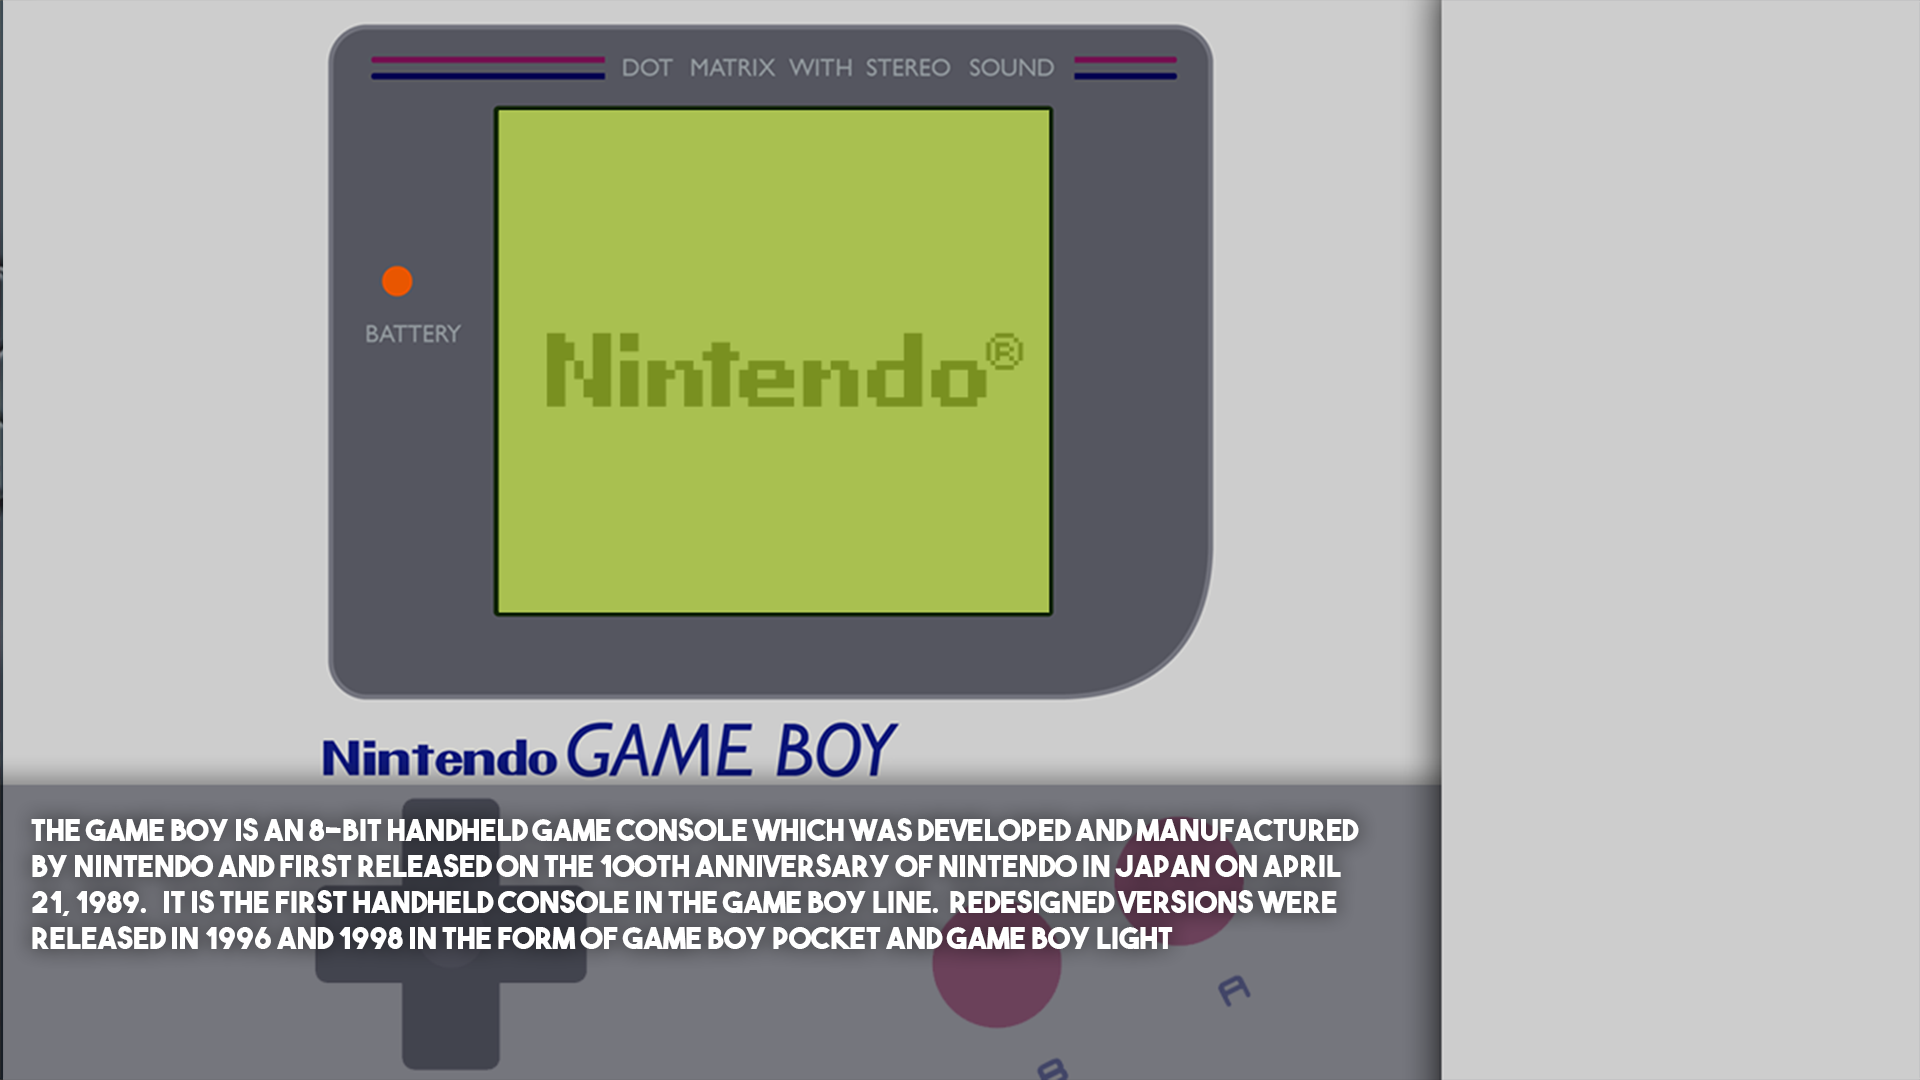 DOT MATRIX WITH STEREO SOUND
BATTERY
Nintendo®
Nintendo GAME BOY
THE GAME BOY IS AN 8-BIT HANDHELD GAME CONSOLE WHICH WAS DEVELOPED AND MANUFACTURED
BY NINTENDO AND FIRST RELEASED ON THE 100TH ANNIVERSARY OF NINTENDO IN JAPAN ON APRIL
21, 1989. IT IS THE FIRST HANDHELD CONSOLE IN THE GAME BOY LINE. REDESIGNED VERSIONS WERE
RELEASED IN 1996 AND 1998 IN THE FORM OF GAME BOY POCKET AND GAME BOY LIGHT
A
B